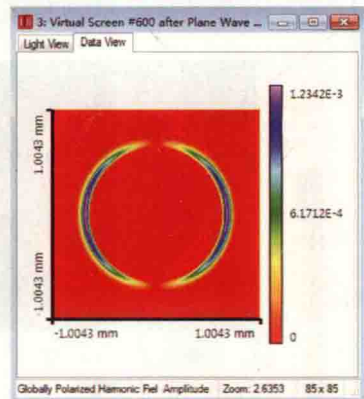 3: Virtual Screen #600 after Plane Wave ...
Light View Data View
1.0043 mm
-1.0043 mm
-1.0043 mm 1.0043 mm
1.2342E-3
6.1712E-4
0
Globally Polarized Harmonic Fiel Amplitude Zoom: 2.6353 85 x 85